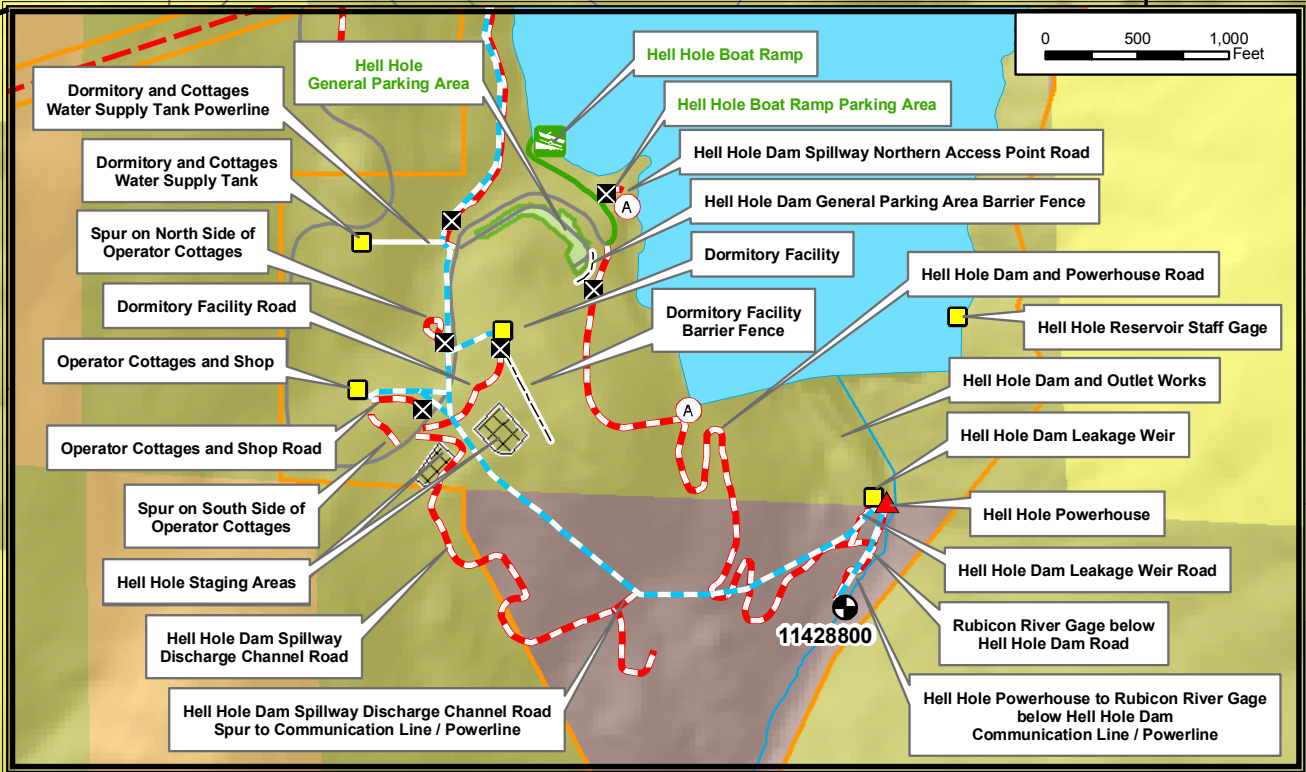 0 500 1,000
Feet
Hell Hole
General Parking Area
Hell Hole Boat Ramp
Dormitory and Cottages
Water Supply Tank Powerline
Hell Hole Boat Ramp Parking Area
Hell Hole Dam Spillway Northern Access Point Road
Dormitory and Cottages
Water Supply Tank
A
Hell Hole Dam General Parking Area Barrier Fence
Spur on North Side of
Operator Cottages
Dormitory Facility
Hell Hole Dam and Powerhouse Road
Dormitory Facility Road
Dormitory Facility
Barrier Fence
Hell Hole Reservoir Staff Gage
Operator Cottages and Shop
Hell Hole Dam and Outlet Works
A
Hell Hole Dam Leakage Weir
Operator Cottages and Shop Road
Spur on South Side of
Operator Cottages
Hell Hole Powerhouse
Hell Hole Staging Areas
Hell Hole Dam Leakage Weir Road
11428800
Rubicon River Gage below
Hell Hole Dam Road
Hell Hole Dam Spillway
Discharge Channel Road
Hell Hole Dam Spillway Discharge Channel Road
Spur to Communication Line / Powerline
Hell Hole Powerhouse to Rubicon River Gage
below Hell Hole Dam
Communication Line / Powerline